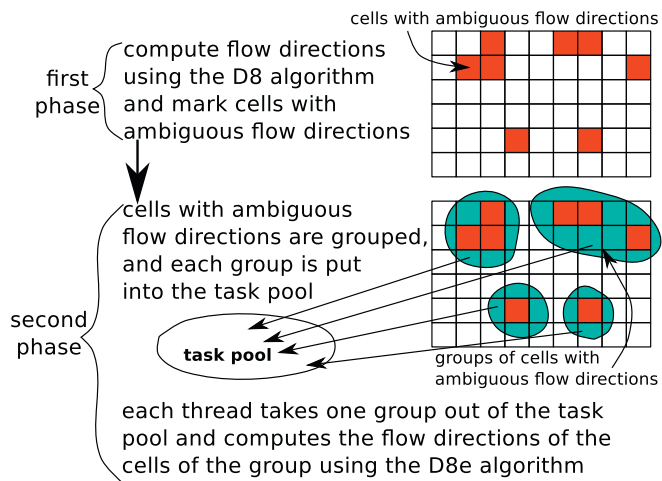 cells with ambiguous flow directions
first
phase
compute flow directions
using the D8 algorithm
and mark cells with
ambiguous flow directions
second
phase
cells with ambiguous
flow directions are grouped,
and each group is put
into the task pool
task pool
groups of cells with
ambiguous flow directions
each thread takes one group out of the task
pool and computes the flow directions of the
cells of the group using the D8e algorithm